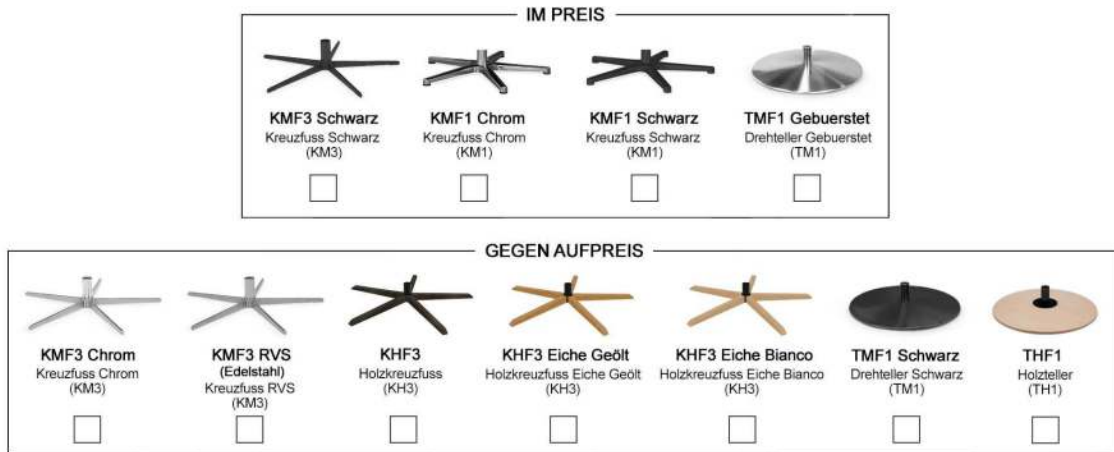 IM PREIS
KMF3 Schwarz
Kreuzfuss Schwarz
(KM3)
KMF1 Chrom
Kreuzfuss Chrom
(KM1)
KMF1 Schwarz
Kreuzfuss Schwarz
(KM1)
TMF1 Gebuerstet
Drehteller Gebuerstet
(TM1)
GEGEN AUFPREIS
KMF3 Chrom
Kreuzfuss Chrom
(KM3)
KMF3 RVS
(Edelstahl)
Kreuzfuss RVS
(KM3)
KHF3
Holzkreuzfuss
(KH3)
KHF3 Eiche Geölt
Holzkreuzfuss Eiche Geölt
(KH3)
KHF3 Eiche Bianco
Holzkreuzfuss Eiche Bianco
(KH3)
TMF1 Schwarz
Drehteller Schwarz
(TM1)
THF1
Holzteller
(TH1)